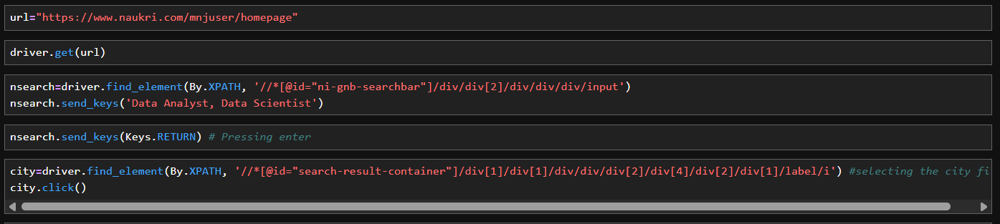 url="https://www.naukri.com/mnjuser/homepage"
driver.get(url)
nsearch=driver.find_element(By.XPATH, '//*[@id="ni-gnb-searchbar"]/div/div[2]/div/div/div/input')
nsearch.send_keys('Data Analyst, Data Scientist')
nsearch.send_keys(Keys.RETURN) # Pressing enter
city=driver.find_element(By.XPATH, '//*[@id="search-result-container"]/div[1]/div[1]/div/div/div[2]/div[4]/div[2]/div[1]/label/i') #selecting the city fi
city.click()